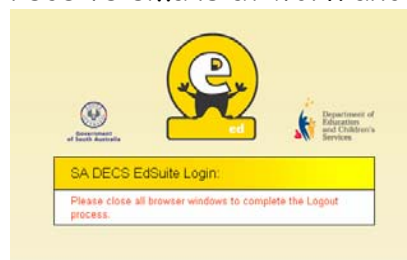 e
ed
Government
of South Australia
Department of
Education
and Children's
Services
SA DECS EdSuite Login:
Please close all browser windows to complete the Logout
process.